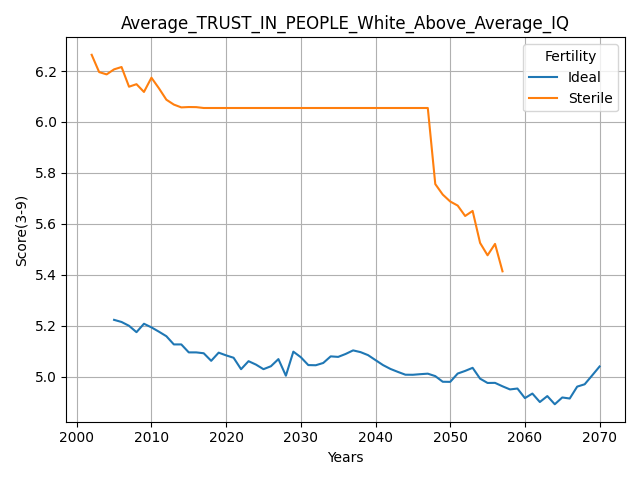 Average_TRUST_IN_PEOPLE_White_Above_Average_IQ
Fertility
Ideal
Sterile
Score(3-9)
6.2
6.0
5.8
5.6
5.4
5.2
5.0
2000 2010 2020 2030 2040 2050 2060 2070
Years